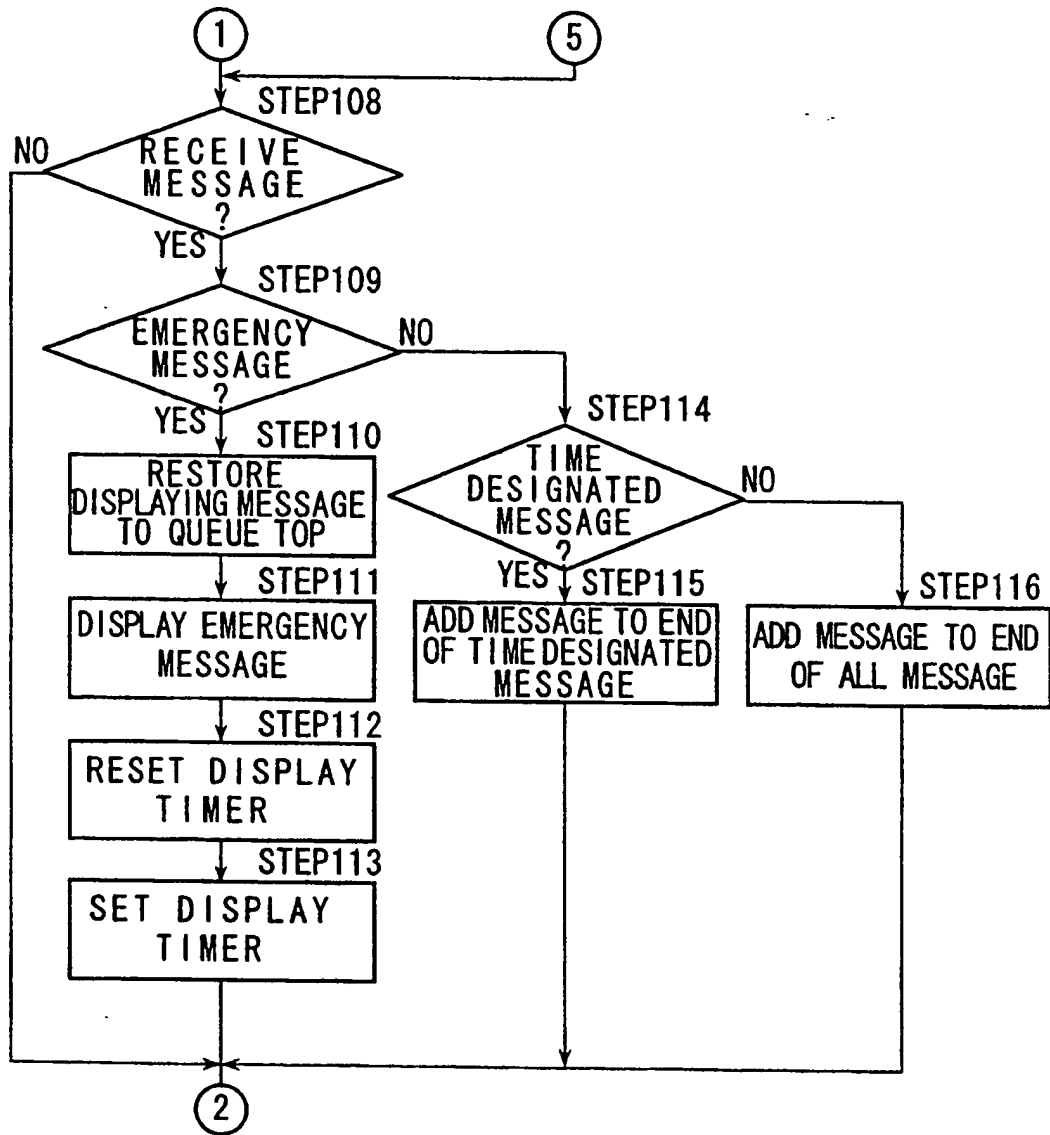 1
5
STEP108
NO
RECEIVE
MESSAGE
?
YES
STEP109
EMERGENCY
MESSAGE
?
NO
YES
STEP110
RESTORE
DISPLAYING MESSAGE
TO QUEUE TOP
STEP111
DISPLAY EMERGENCY
MESSAGE
STEP112
RESET DISPLAY
TIMER
STEP113
SET DISPLAY
TIMER
STEP114
TIME
DESIGNATED
MESSAGE
?
NO
YES
STEP115
ADD MESSAGE TO END
OF TIME DESIGNATED
MESSAGE
STEP116
ADD MESSAGE TO END
OF ALL MESSAGE
2